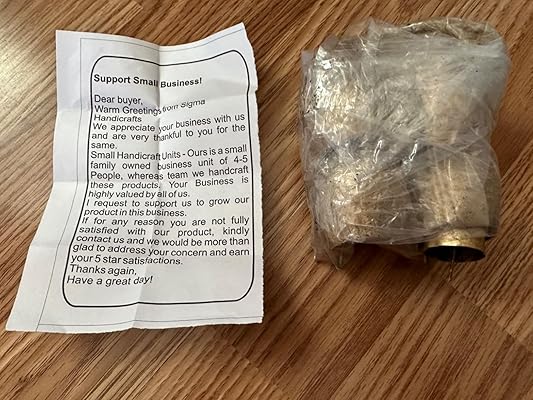 Support Small Business!
Dear buyer,
Warm Greetings from Sigma
Handicrafts
We appreciate your business with us
and are very thankful to you for the
same.
Small Handicraft Units - Ours is a small
family owned business unit of 4-5
People, whereas team we handcraft
these products. Your Business is
highly valued by all of us.
I request to support us to grow our
product in this business.
If for any reason you are not fully
satisfied with our product, kindly
contact us and we would be more than
glad to address your concern and earn
your 5 star satisfactions.
Thanks again,
Have a great day!